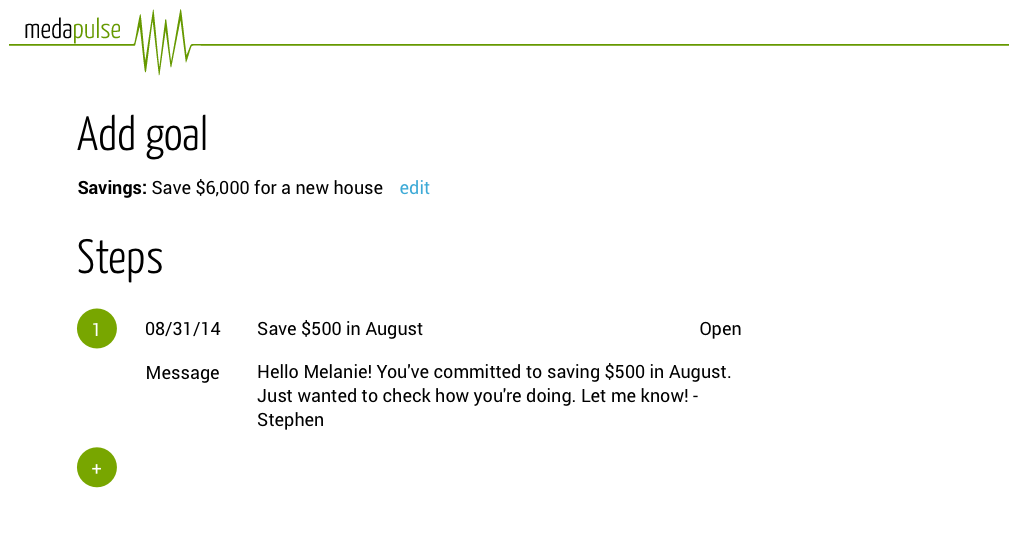 medapulse
Add goal
Savings: Save $6,000 for a new house edit
Steps
1 08/31/14 Save $500 in August Open
Message Hello Melanie! You've committed to saving $500 in August.
Just wanted to check how you're doing. Let me know! -
Stephen
+